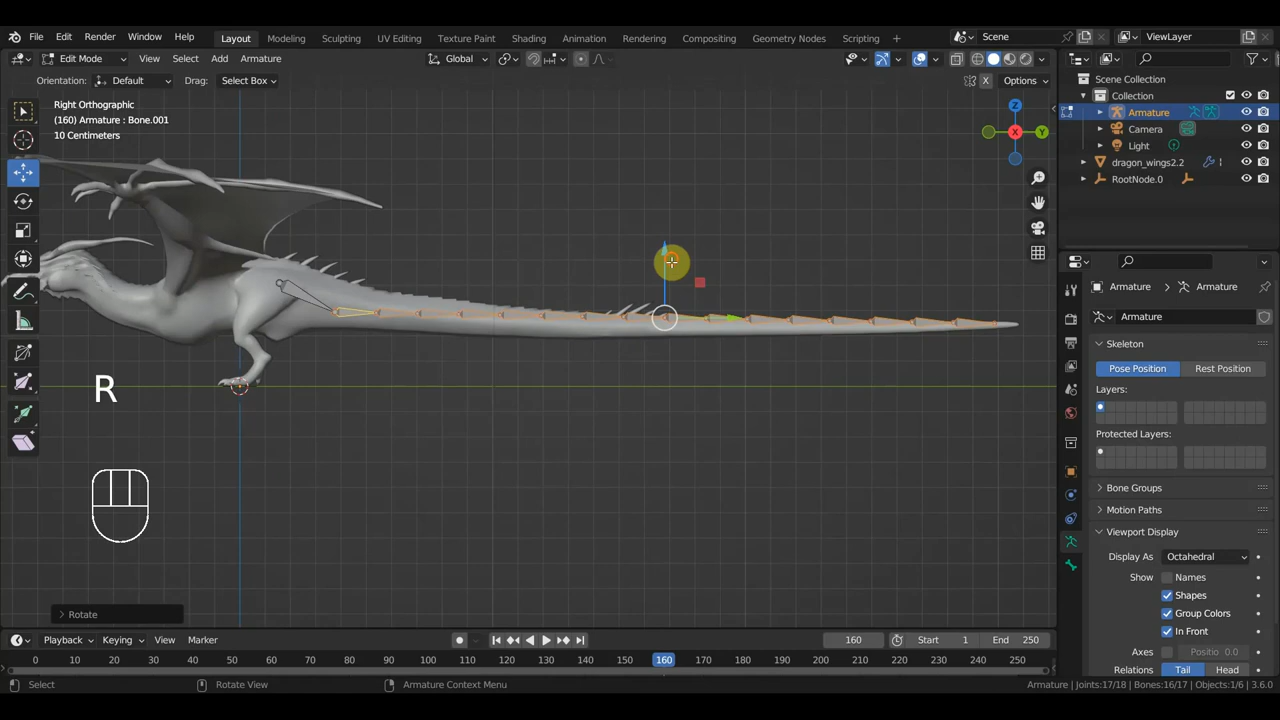 File Edit Render Window Help Layout Modeling Sculpting UV Editing Texture Paint Shading Animation Rendering Compositing Geometry Nodes Scripting + Scene ViewLayer
Edit Mode View Select Add Armature Global
Orientation: Default Drag: Select Box X Options
Right Orthographic
(160) Armature : Bone.001
10 Centimeters
Z
X
Y
R
Rotate
Scene Collection
Collection
Armature
Camera
Light
dragon_wings2.2
RootNode.0
Armature Armature
Armature
Skeleton
Pose Position Rest Position
Layers:
Protected Layers:
Bone Groups
Motion Paths
Viewport Display
Display As Octahedral
Show Names
Shapes
Group Colors
In Front
Axes Positio 0.0
Relations Tail Head
Playback Keying View Marker 160 Start 1 End 250
0 10 20 30 40 50 60 70 80 90 100 110 120 130 140 150 160 170 180 190 200 210 220 230 240 250
Select Rotate View Armature Context Menu Armature | Joints:17/18 | Bones:16/17 | Objects:1/6 | 3.6.0